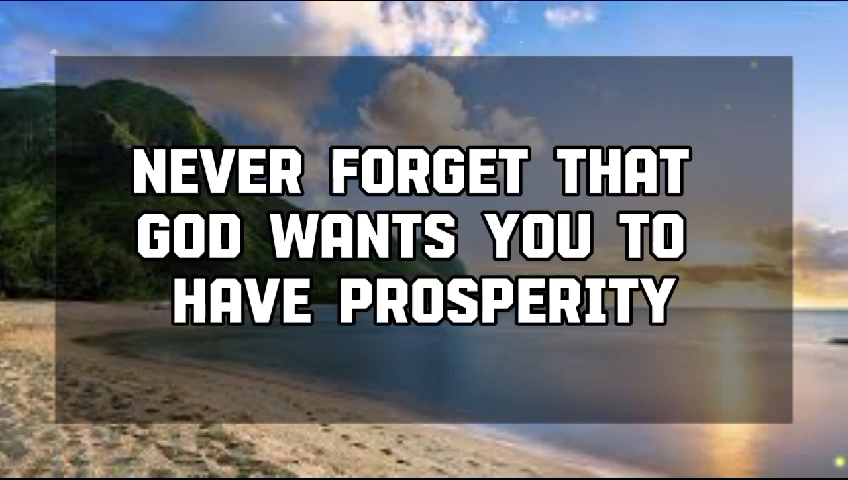 NEVER FORGET THAT
GOD WANTS YOU TO
HAVE PROSPERITY